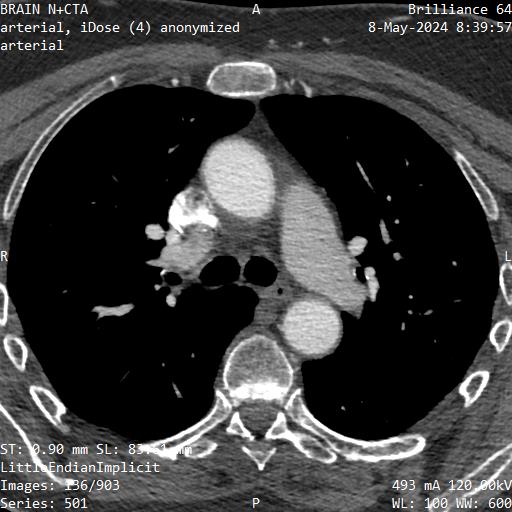 BRAIN N+CTA
A
Brilliance 64
arterial, iDose (4) anonymized
8-May-2024 8:39:57
arterial
R
L
ST: 0.90 mm SL: mm
LittleEndianImplicit
Images: 136/903
493 mA 120.00kV
Series: 501
P
WL: 100 WW: 600